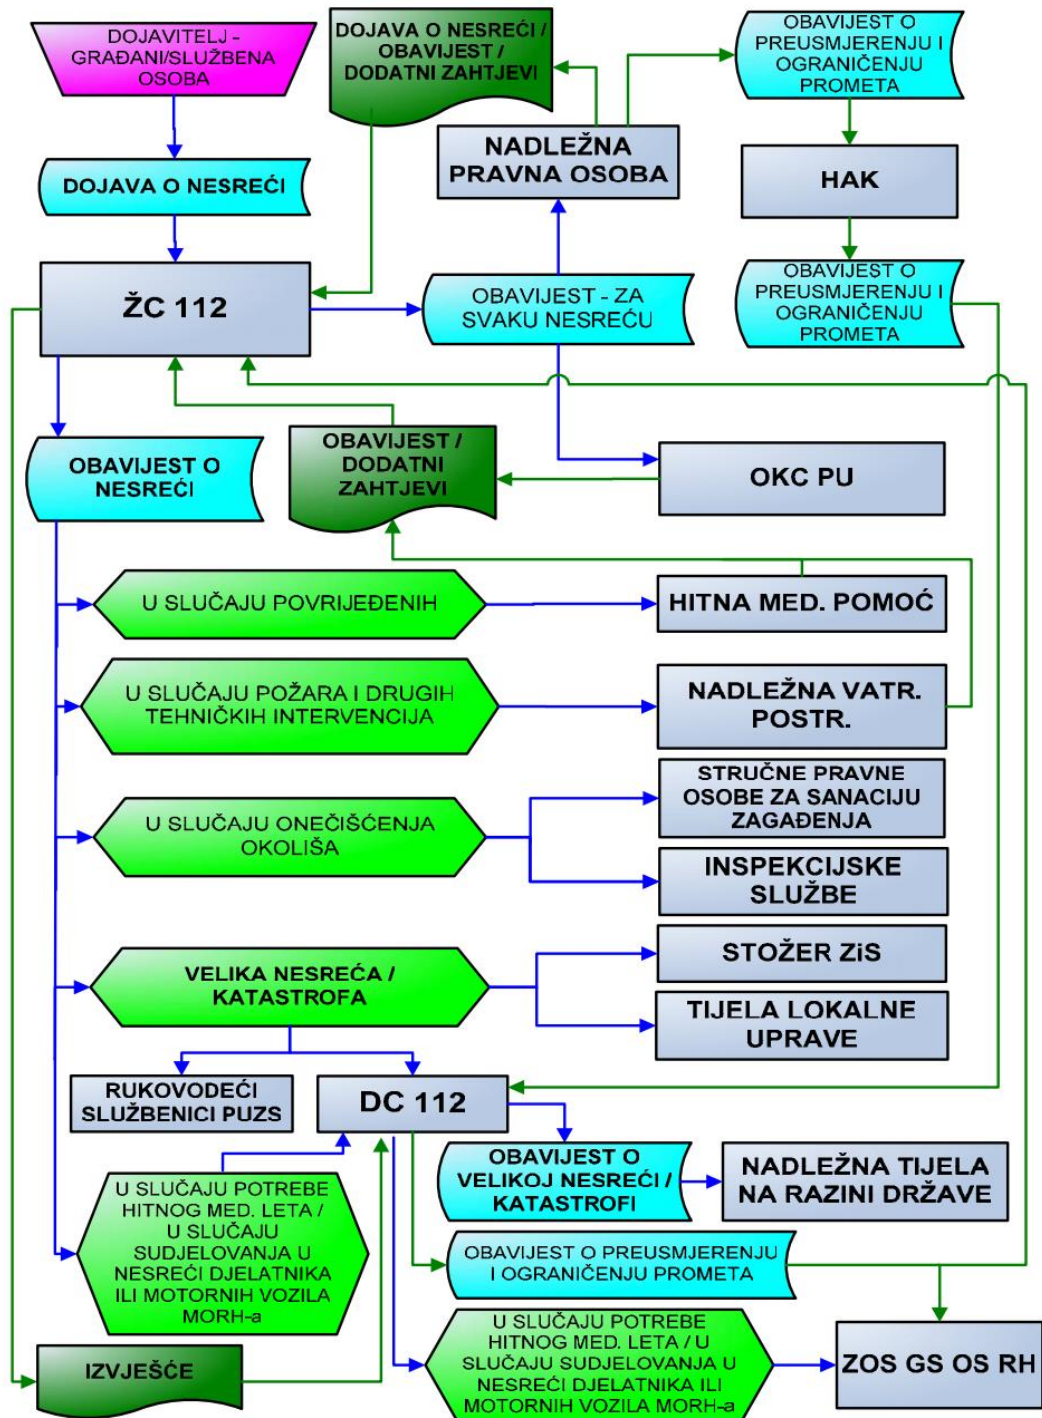 DOJAVITELJ -
GRAĐANI/SLUŽBENA
OSOBA
DOJAVA O NESREĆI /
OBAVIJEST /
DODATNI ZAHTJEVI
OBAVIJEST O
PREUSMJERENJU I
OGRANIČENJU
PROMETA
NADLEŽNA
PRAVNA OSOBA
HAK
DOJAVA O NESREĆI
ŽC 112
OBAVIJEST - ZA
SVAKU NESREĆU
OBAVIJEST O
PREUSMJERENJU I
OGRANIČENJU
PROMETA
OBAVIJEST O
NESREĆI
OBAVIJEST /
DODATNI
ZAHTJEVI
OKC PU
U SLUČAJU POVRIJEĐENIH
HITNA MED. POMOĆ
U SLUČAJU POŽARA I DRUGIH
TEHNIČKIH INTERVENCIJA
NADLEŽNA VATR.
POSTR.
U SLUČAJU ONEČIŠĆENJA
OKOLIŠA
STRUČNE PRAVNE
OSOBE ZA SANACIJU
ZAGAĐENJA
INSPEKCIJSKE
SLUŽBE
VELIKA NESREĆA /
KATASTROFA
STOŽER ZiS
TIJELA LOKALNE
UPRAVE
RUKOVODEĆI
SLUŽBENICI PUZS
DC 112
OBAVIJEST O
VELIKOJ NESREĆI /
KATASTROFI
NADLEŽNA TIJELA
NA RAZINI DRŽAVE
U SLUČAJU POTREBE
HITNOG MED. LETA /
U SLUČAJU
SUDJELOVANJA U
NESREĆI DJELATNIKA
ILI MOTORNIH VOZILA
MORH-a
OBAVIJEST O PREUSMJERENJU
I OGRANIČENJU PROMETA
IZVJEŠĆE
U SLUČAJU POTREBE
HITNOG MED. LETA / U
SLUČAJU SUDJELOVANJA U
NESREĆI DJELATNIKA ILI
MOTORNIH VOZILA MORH-a
ZOS GS OS RH